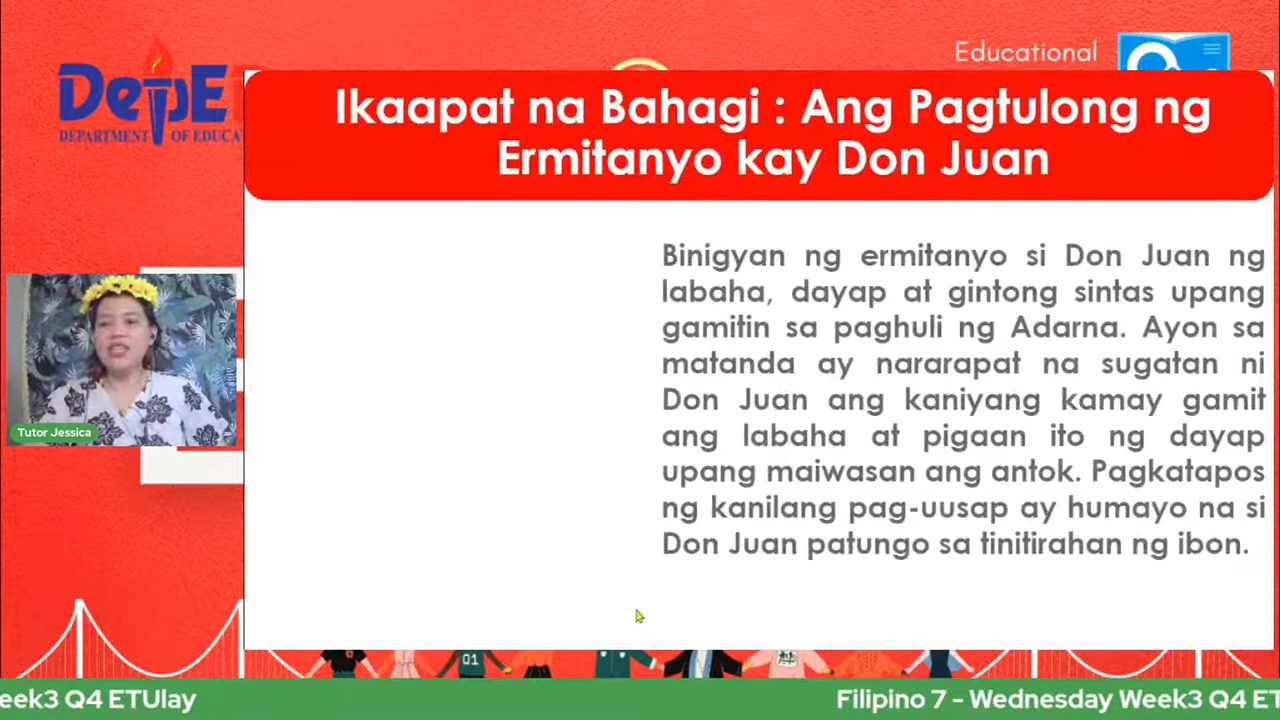 Educational
DepED
DEPARTMENT OF EDUCA
Ikaapat na Bahagi : Ang Pagtulong ng
Ermitanyo kay Don Juan
Binigyan ng ermitanyo si Don Juan ng
labaha, dayap at gintong sintas upang
gamitin sa paghuli ng Adarna. Ayon sa
matanda ay nararapat na sugatan ni
Don Juan ang kaniyang kamay gamit
ang labaha at pigaan ito ng dayap
upang maiwasan ang antok. Pagkatapos
ng kanilang pag-uusap ay humayo na si
Don Juan patungo sa tinitirahan ng ibon.
Tutor Jessica
01
eek3 Q4 ETUlay
Filipino 7 - Wednesday Week3 Q4 ET